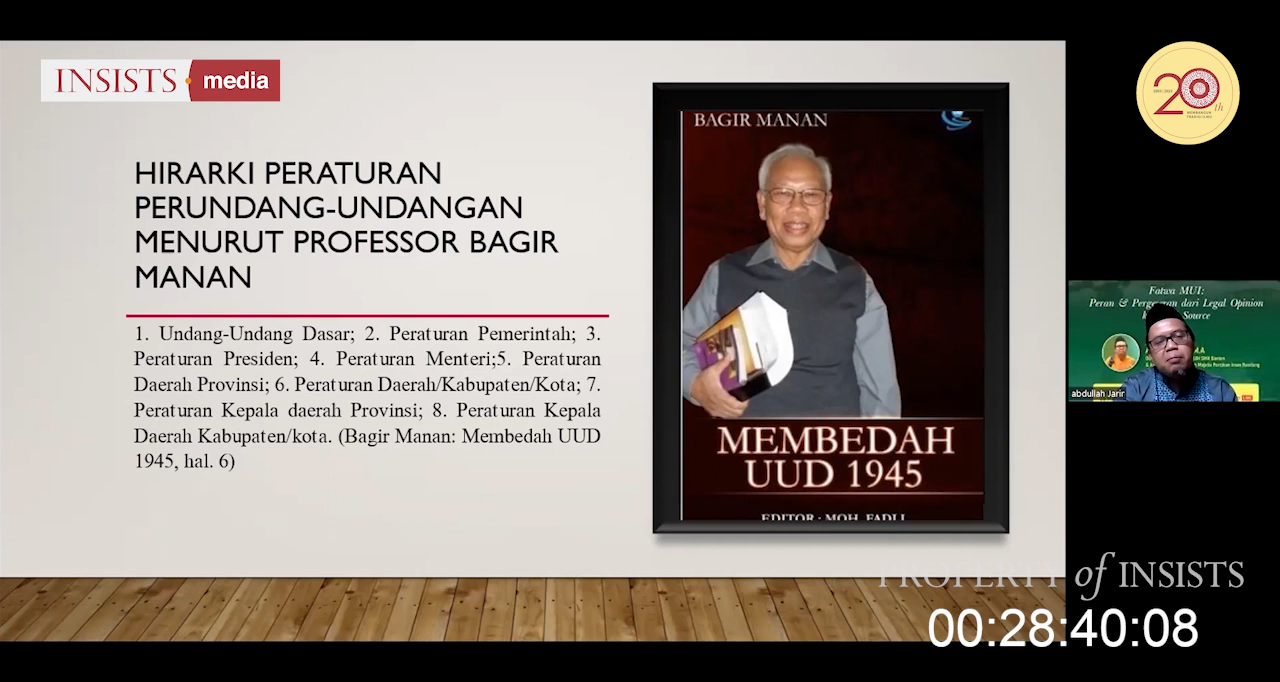 INSISTS media
HIRARKI PERATURAN
PERUNDANG-UNDANGAN
MENURUT PROFESSOR BAGIR
MANAN
1. Undang-Undang Dasar; 2. Peraturan Pemerintah; 3.
Peraturan Presiden; 4. Peraturan Menteri;5. Peraturan
Daerah Provinsi; 6. Peraturan Daerah/Kabupaten/Kota; 7.
Peraturan Kepala daerah Provinsi; 8. Peraturan Kepala
Daerah Kabupaten/kota. (Bagir Manan: Membedah UUD
1945, hal. 6)
BAGIR MANAN
MEMBEDAH
UUD 1945
EDITOR : MOH. FADLI
20th
Fatwa MUI:
Peran & dari Legal Opinion
Source
abdullah Jarir
PROPERTY of INSISTS
00:28:40:08